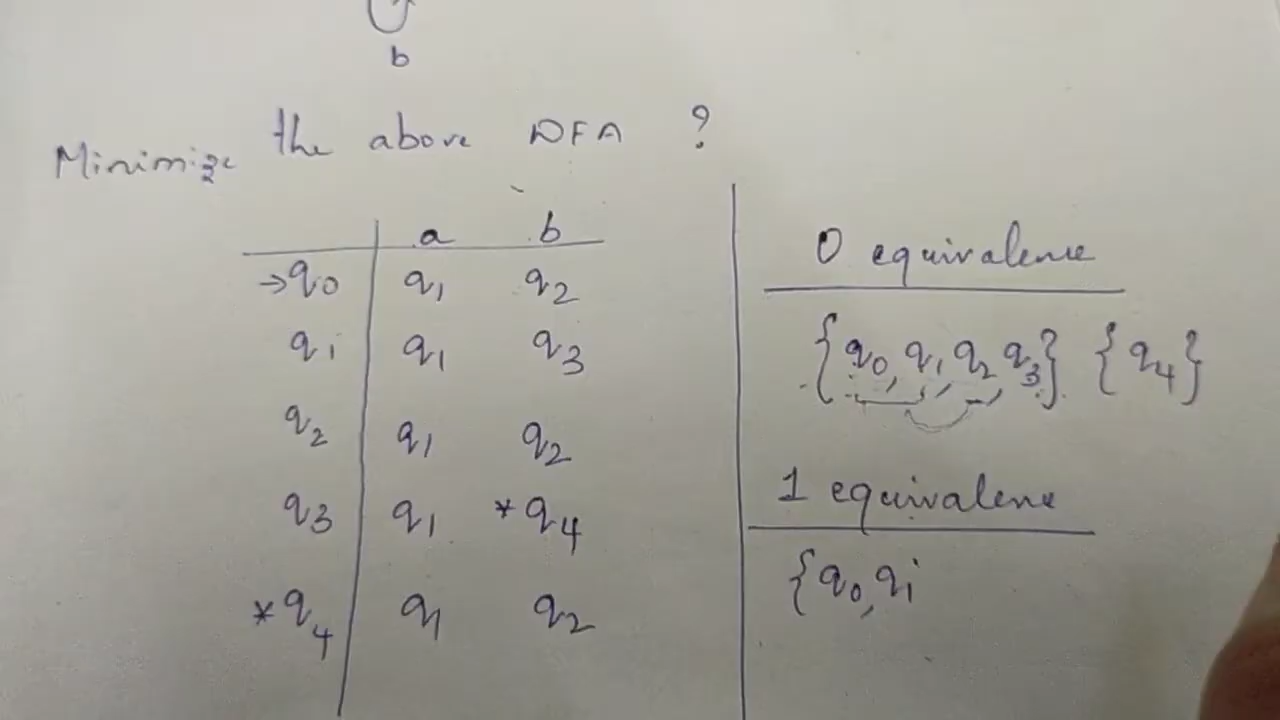 b
Minimize the above DFA ?
a b
→q0 q1 q2
q1 q1 q3
q2 q1 q2
q3 q1 *q4
*q4 q1 q2
0 equivalence
{q0, q1, q2, q3} {q4}
1 equivalence
{q0, q1